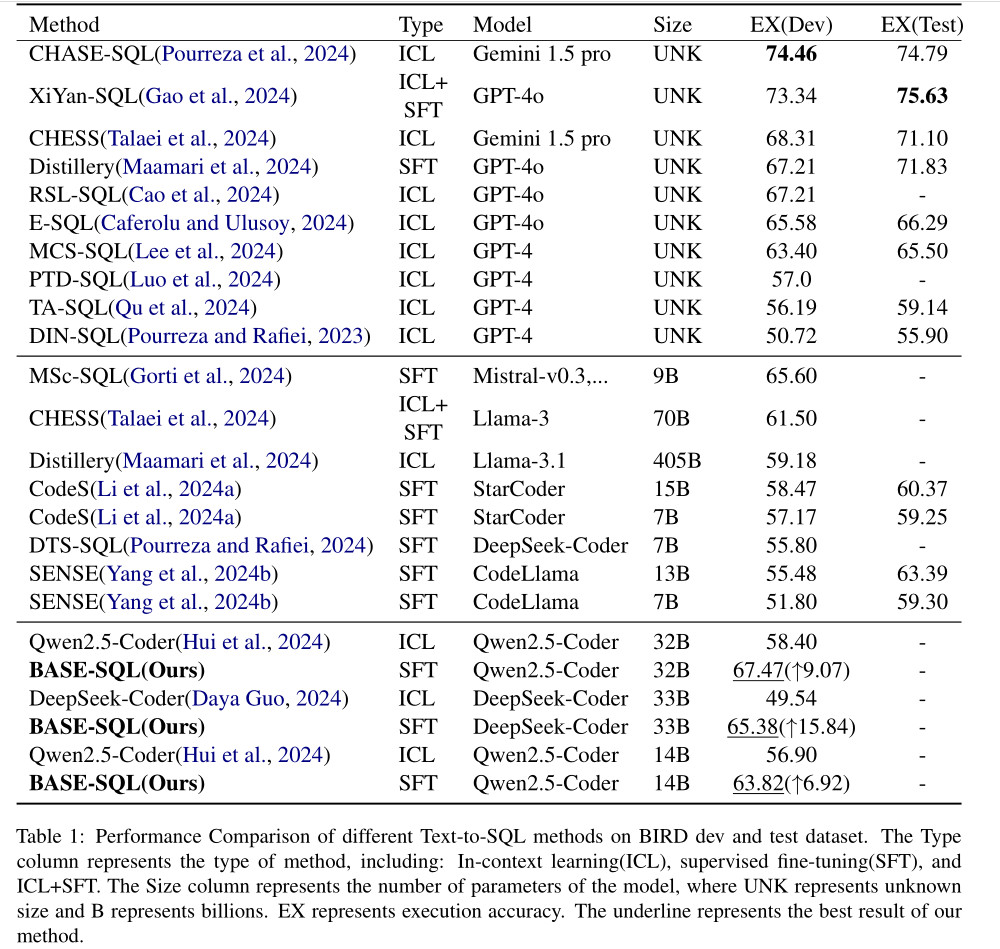 Method Type Model Size EX(Dev) EX(Test)
CHASE-SQL(Pourreza et al., 2024) ICL Gemini 1.5 pro UNK 74.46 74.79
XiYan-SQL(Gao et al., 2024) ICL+ SFT GPT-4o UNK 73.34 75.63
CHESS(Talaei et al., 2024) ICL Gemini 1.5 pro UNK 68.31 71.10
Distillery(Maamari et al., 2024) SFT GPT-4o UNK 67.21 71.83
RSL-SQL(Cao et al., 2024) ICL GPT-4o UNK 67.21 -
E-SQL(Caferolu and Ulusoy, 2024) ICL GPT-4o UNK 65.58 66.29
MCS-SQL(Lee et al., 2024) ICL GPT-4 UNK 63.40 65.50
PTD-SQL(Luo et al., 2024) ICL GPT-4 UNK 57.0 -
TA-SQL(Qu et al., 2024) ICL GPT-4 UNK 56.19 59.14
DIN-SQL(Pourreza and Rafiei, 2023) ICL GPT-4 UNK 50.72 55.90
MSc-SQL(Gorti et al., 2024) SFT Mistral-v0.3,... 9B 65.60 -
CHESS(Talaei et al., 2024) ICL+ SFT Llama-3 70B 61.50 -
Distillery(Maamari et al., 2024) ICL Llama-3.1 405B 59.18 -
CodeS(Li et al., 2024a) SFT StarCoder 15B 58.47 60.37
CodeS(Li et al., 2024a) SFT StarCoder 7B 57.17 59.25
DTS-SQL(Pourreza and Rafiei, 2024) SFT DeepSeek-Coder 7B 55.80 -
SENSE(Yang et al., 2024b) SFT CodeLlama 13B 55.48 63.39
SENSE(Yang et al., 2024b) SFT CodeLlama 7B 51.80 59.30
Qwen2.5-Coder(Hui et al., 2024) ICL Qwen2.5-Coder 32B 58.40 -
BASE-SQL(Ours) SFT Qwen2.5-Coder 32B 67.47(↑9.07) -
DeepSeek-Coder(Daya Guo, 2024) ICL DeepSeek-Coder 33B 49.54 -
BASE-SQL(Ours) SFT DeepSeek-Coder 33B 65.38(↑15.84) -
Qwen2.5-Coder(Hui et al., 2024) ICL Qwen2.5-Coder 14B 56.90 -
BASE-SQL(Ours) SFT Qwen2.5-Coder 14B 63.82(↑6.92) -
Table 1: Performance Comparison of different Text-to-SQL methods on BIRD dev and test dataset. The Type
column represents the type of method, including: In-context learning(ICL), supervised fine-tuning(SFT), and
ICL+SFT. The Size column represents the number of parameters of the model, where UNK represents unknown
size and B represents billions. EX represents execution accuracy. The underline represents the best result of our
method.